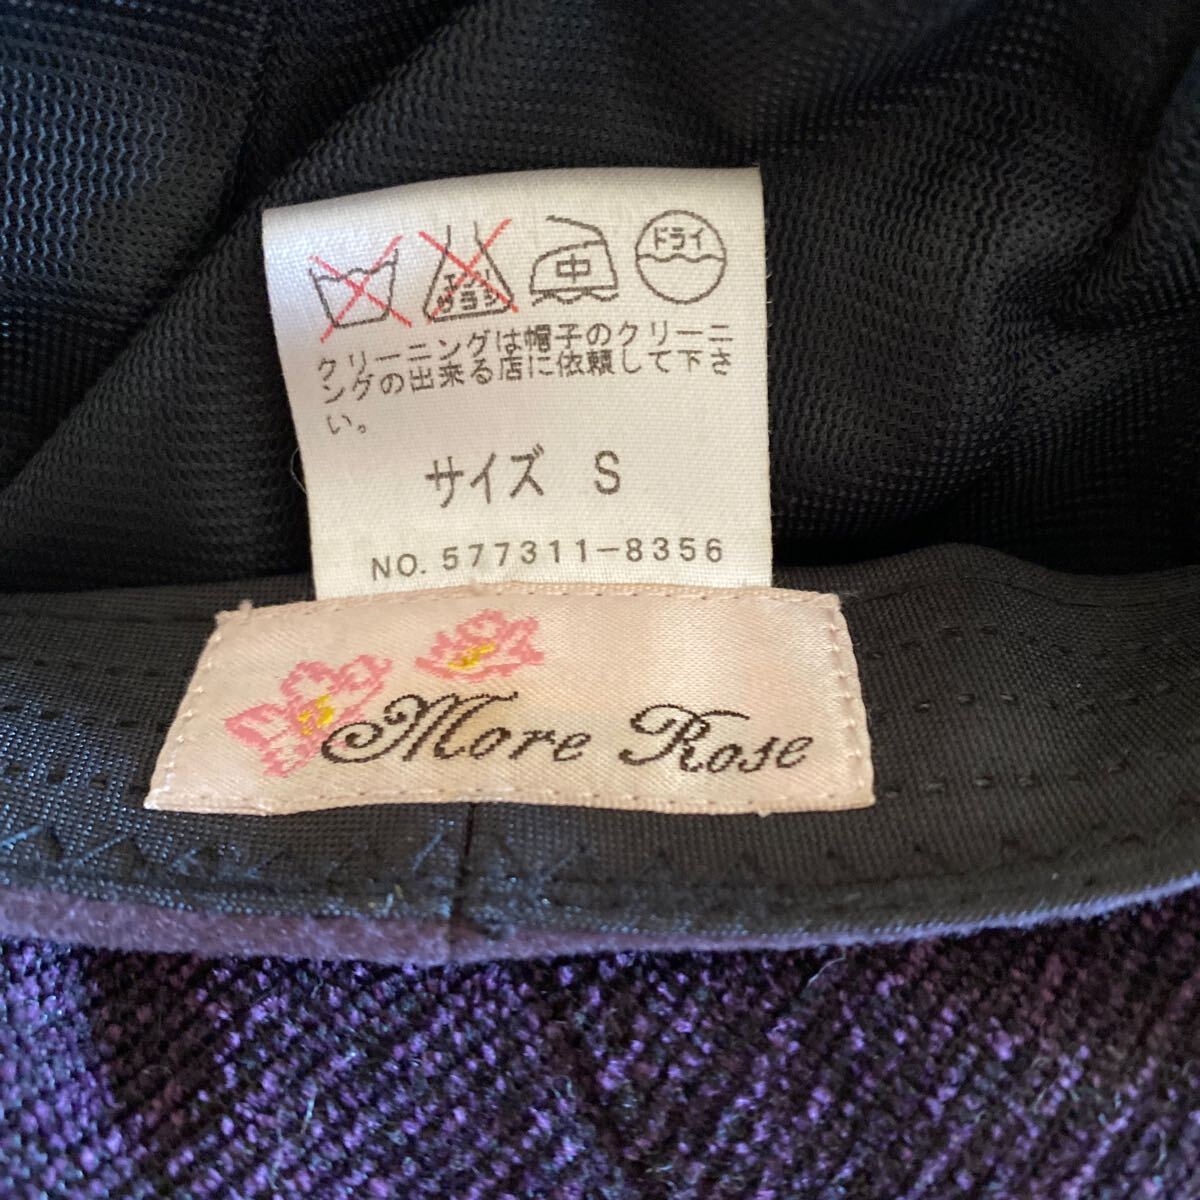 エンソ
サラシ
中
ドライ
クリーニングは帽子のクリーニ
ングの出来る店に依頼して下さ
い。
サイズ S
NO. 577311-8356
More Rose